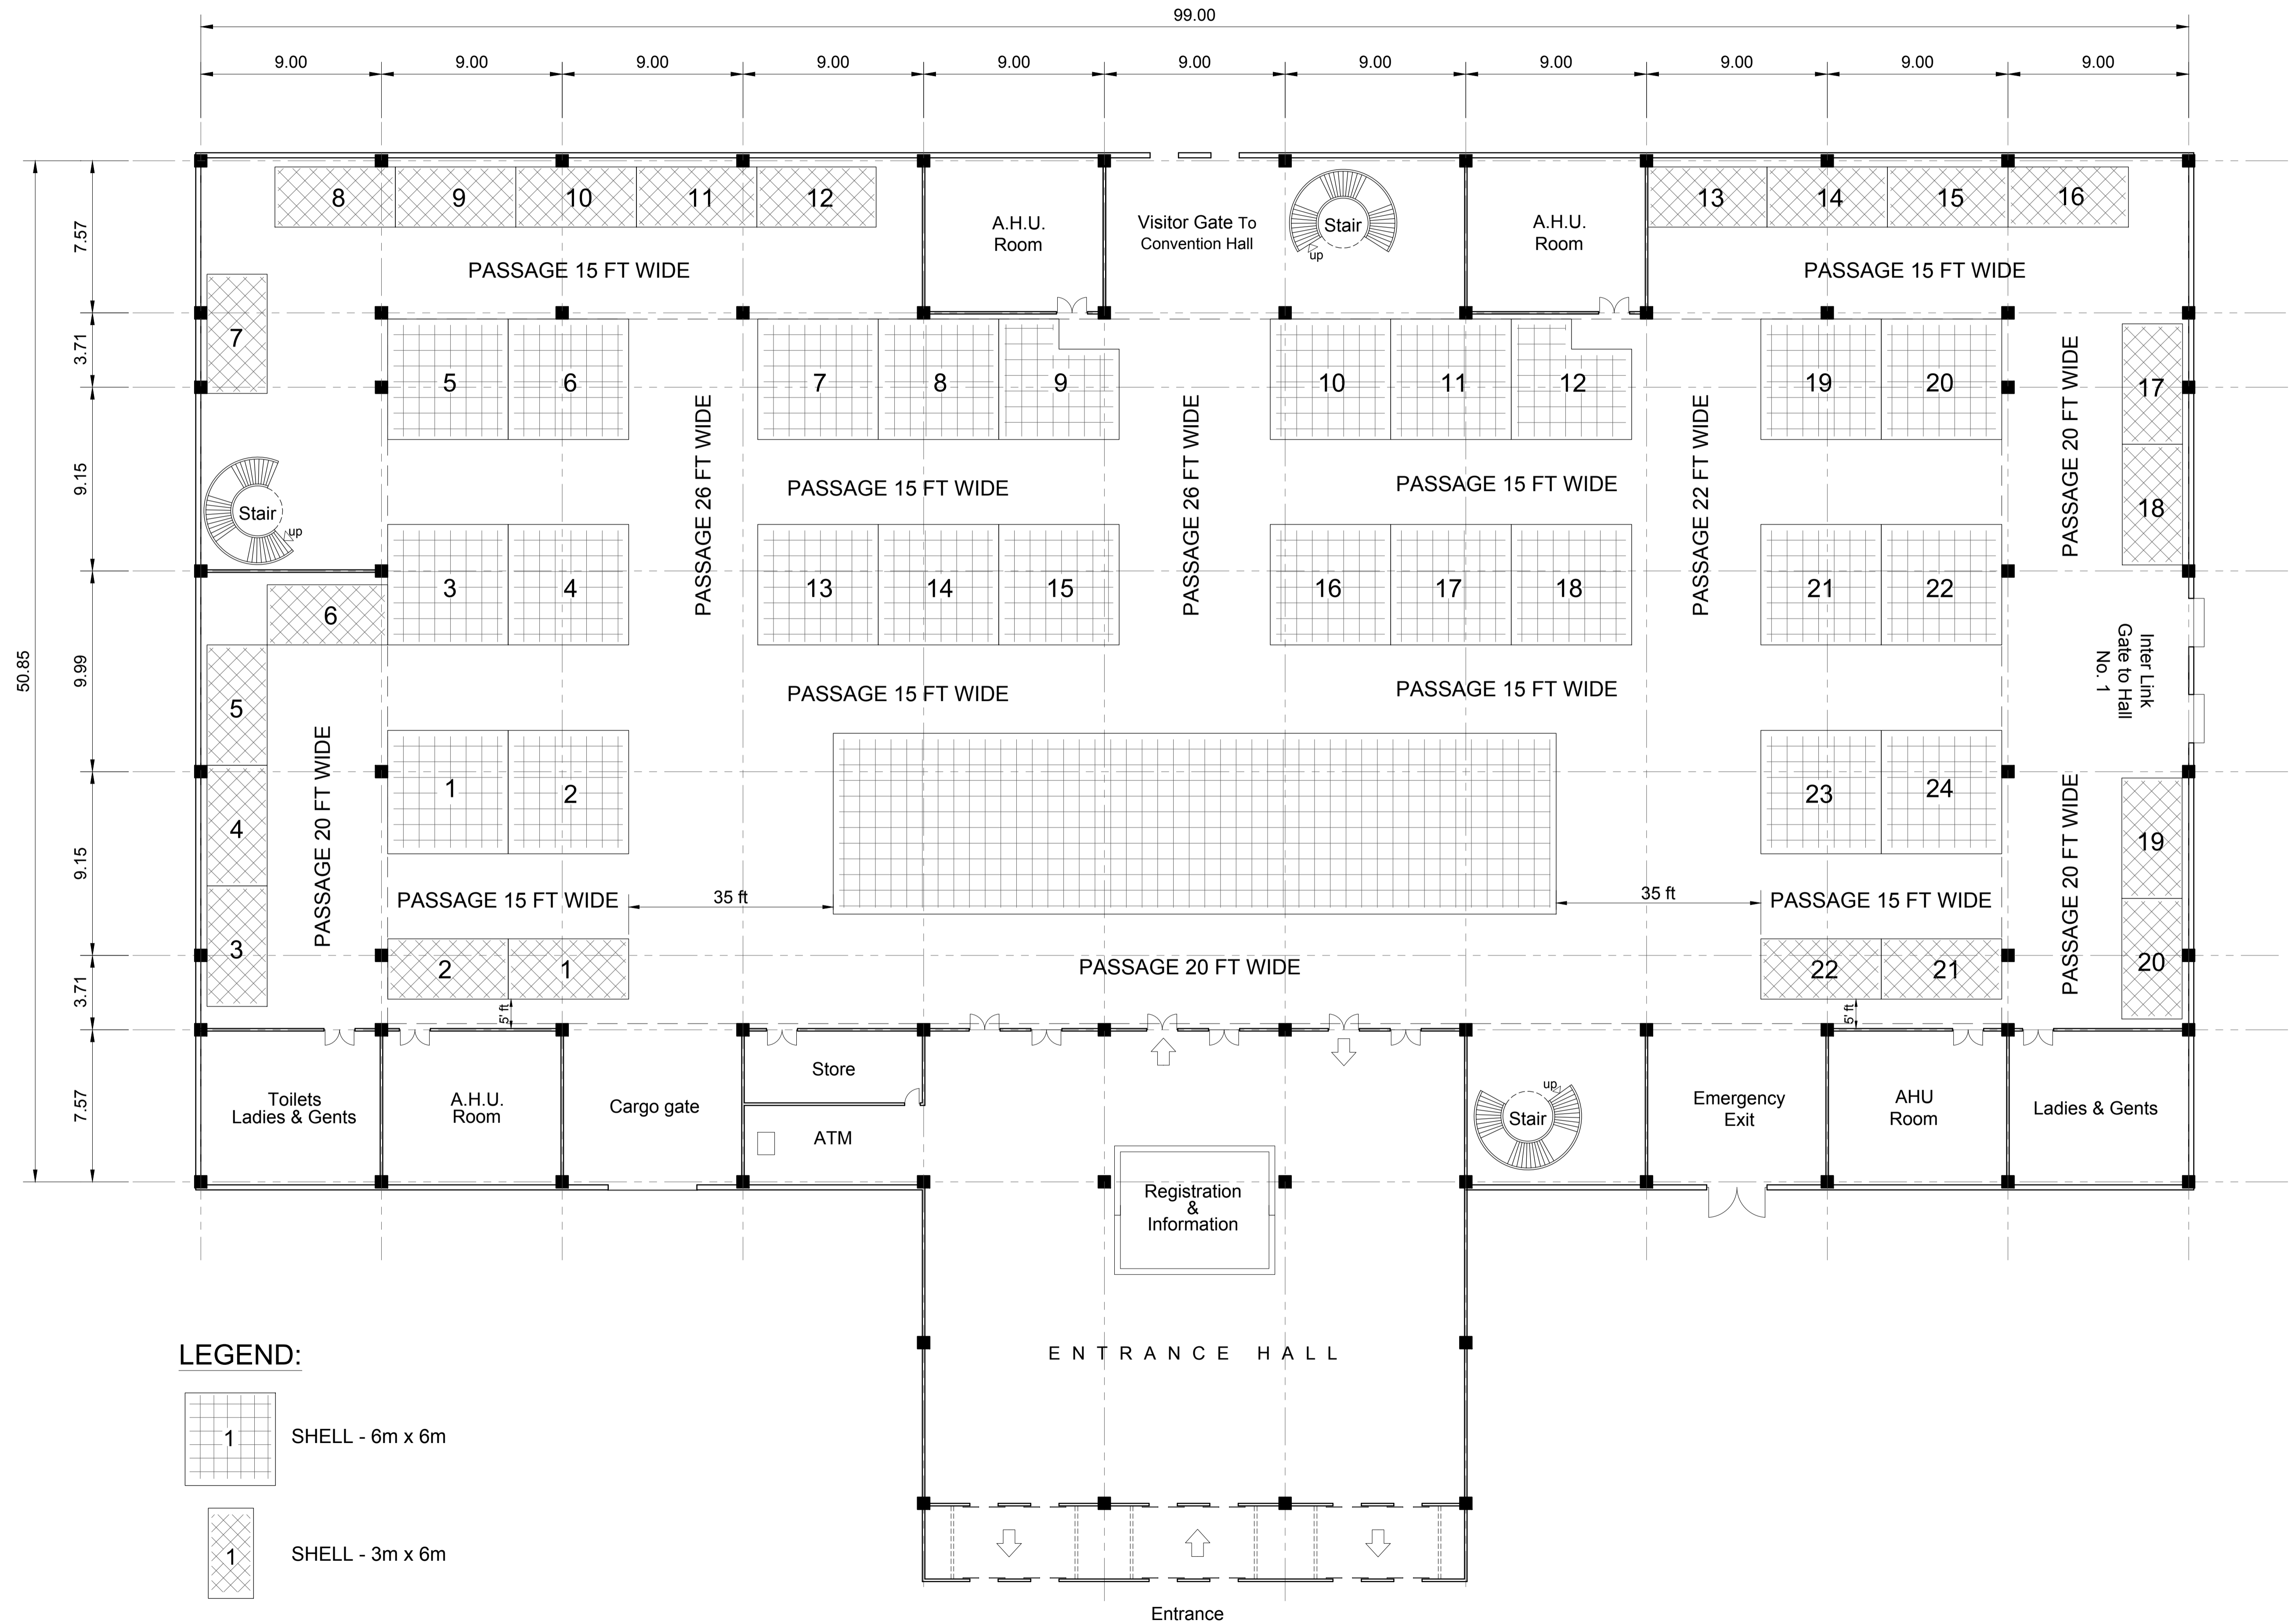 99.00
9.00 9.00 9.00 9.00 9.00 9.00 9.00 9.00 9.00 9.00 9.00
50.85
7.57
3.71
9.15
9.99
9.15
3.71
7.57
8 9 10 11 12
A.H.U.
Room
Visitor Gate To
Convention Hall
Stair
up
A.H.U.
Room
13 14 15 16
PASSAGE 15 FT WIDE
PASSAGE 15 FT WIDE
7
5 6
7 8 9
10 11 12
19 20
17
18
PASSAGE 26 FT WIDE
PASSAGE 26 FT WIDE
PASSAGE 22 FT WIDE
PASSAGE 20 FT WIDE
PASSAGE 15 FT WIDE
PASSAGE 15 FT WIDE
Stair
up
3 4
13 14 15
16 17 18
21 22
6
5
4
3
Inter Link
Gate to Hall
No. 1
PASSAGE 15 FT WIDE
PASSAGE 15 FT WIDE
PASSAGE 20 FT WIDE
1 2
23 24
PASSAGE 20 FT WIDE
19
20
PASSAGE 15 FT WIDE
35 ft
35 ft
PASSAGE 15 FT WIDE
2 1
PASSAGE 20 FT WIDE
22 21
5' ft
5' ft
Toilets
Ladies & Gents
A.H.U.
Room
Cargo gate
Store
ATM
Registration
&
Information
Stair
up
Emergency
Exit
AHU
Room
Ladies & Gents
ENTRANCE HALL
LEGEND:
1
SHELL - 6m x 6m
1
SHELL - 3m x 6m
Entrance